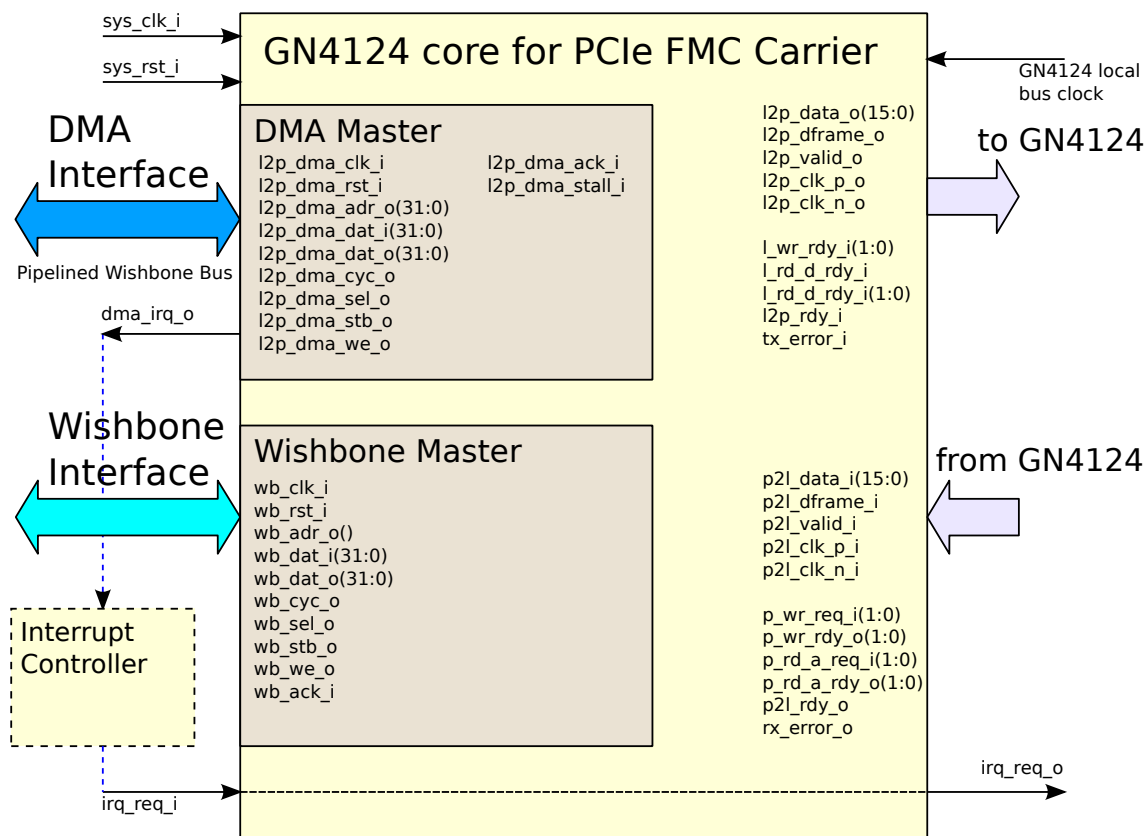 sys_clk_i
GN4124 core for PCIe FMC Carrier
sys_rst_i
GN4124 local
bus clock
DMA
Interface
Pipelined Wishbone Bus
dma_irq_o
DMA Master
l2p_dma_clk_i
l2p_dma_rst_i
l2p_dma_adr_o(31:0)
l2p_dma_dat_i(31:0)
l2p_dma_dat_o(31:0)
l2p_dma_cyc_o
l2p_dma_sel_o
l2p_dma_stb_o
l2p_dma_we_o
l2p_dma_ack_i
l2p_dma_stall_i
l2p_data_o(15:0)
l2p_dframe_o
l2p_valid_o
l2p_clk_p_o
l2p_clk_n_o
l_wr_rdy_i(1:0)
l_rd_d_rdy_i
l_rd_d_rdy_i(1:0)
l2p_rdy_i
tx_error_i
to GN4124
Wishbone
Interface
Wishbone Master
wb_clk_i
wb_rst_i
wb_adr_o()
wb_dat_i(31:0)
wb_dat_o(31:0)
wb_cyc_o
wb_sel_o
wb_stb_o
wb_we_o
wb_ack_i
from GN4124
p2l_data_i(15:0)
p2l_dframe_i
p2l_valid_i
p2l_clk_p_i
p2l_clk_n_i
p_wr_req_i(1:0)
p_wr_rdy_o(1:0)
p_rd_a_req_i(1:0)
p_rd_a_rdy_o(1:0)
p2l_rdy_o
rx_error_o
Interrupt
Controller
irq_req_i
irq_req_o